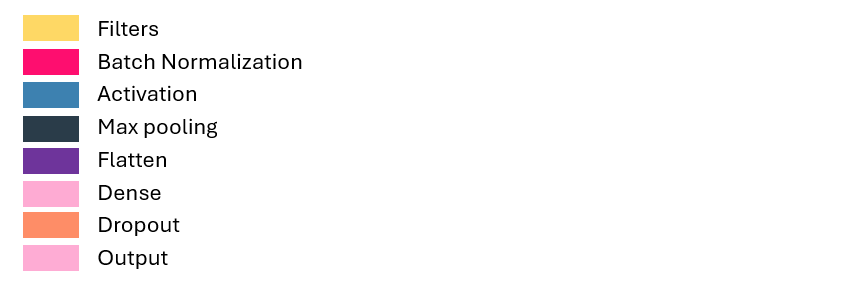 Filters
Batch Normalization
Activation
Max pooling
Flatten
Dense
Dropout
Output